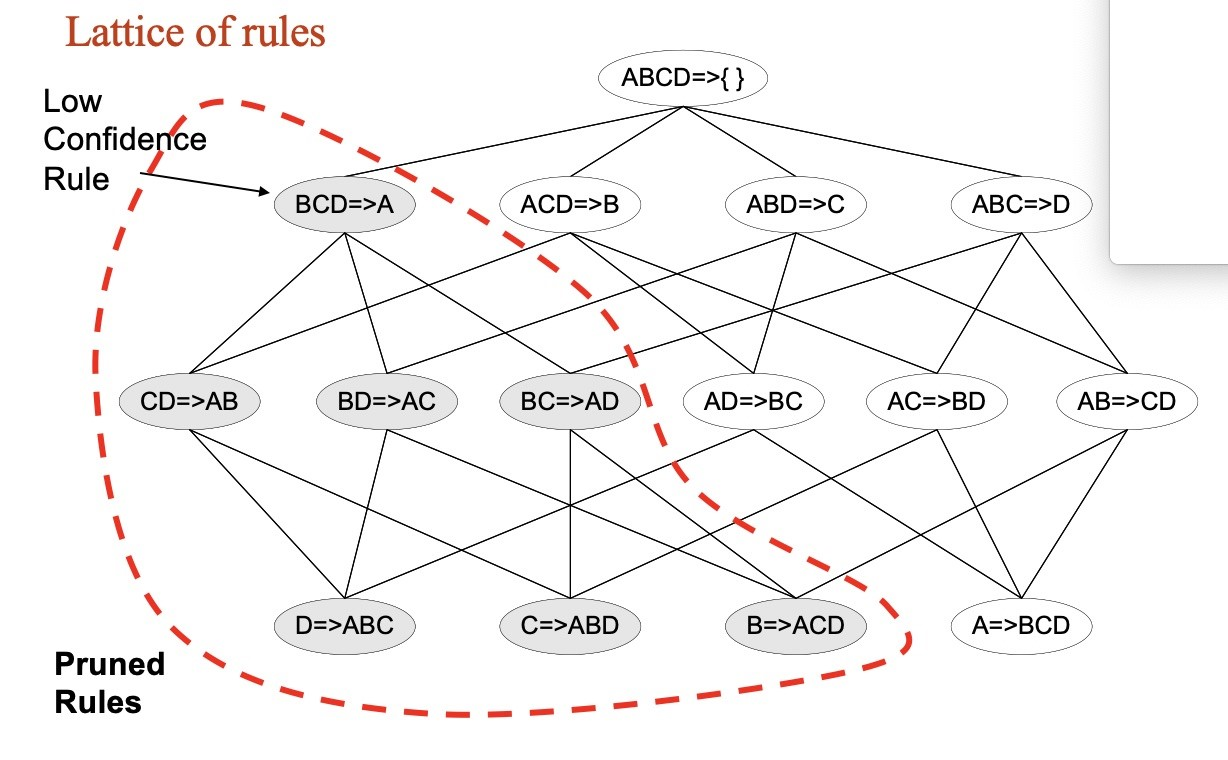 Lattice of rules
ABCD=>{ }
Low
Confidence
Rule
BCD=>A
ACD=>B
ABD=>C
ABC=>D
CD=>AB
BD=>AC
BC=>AD
AD=>BC
AC=>BD
AB=>CD
D=>ABC
C=>ABD
B=>ACD
A=>BCD
Pruned
Rules